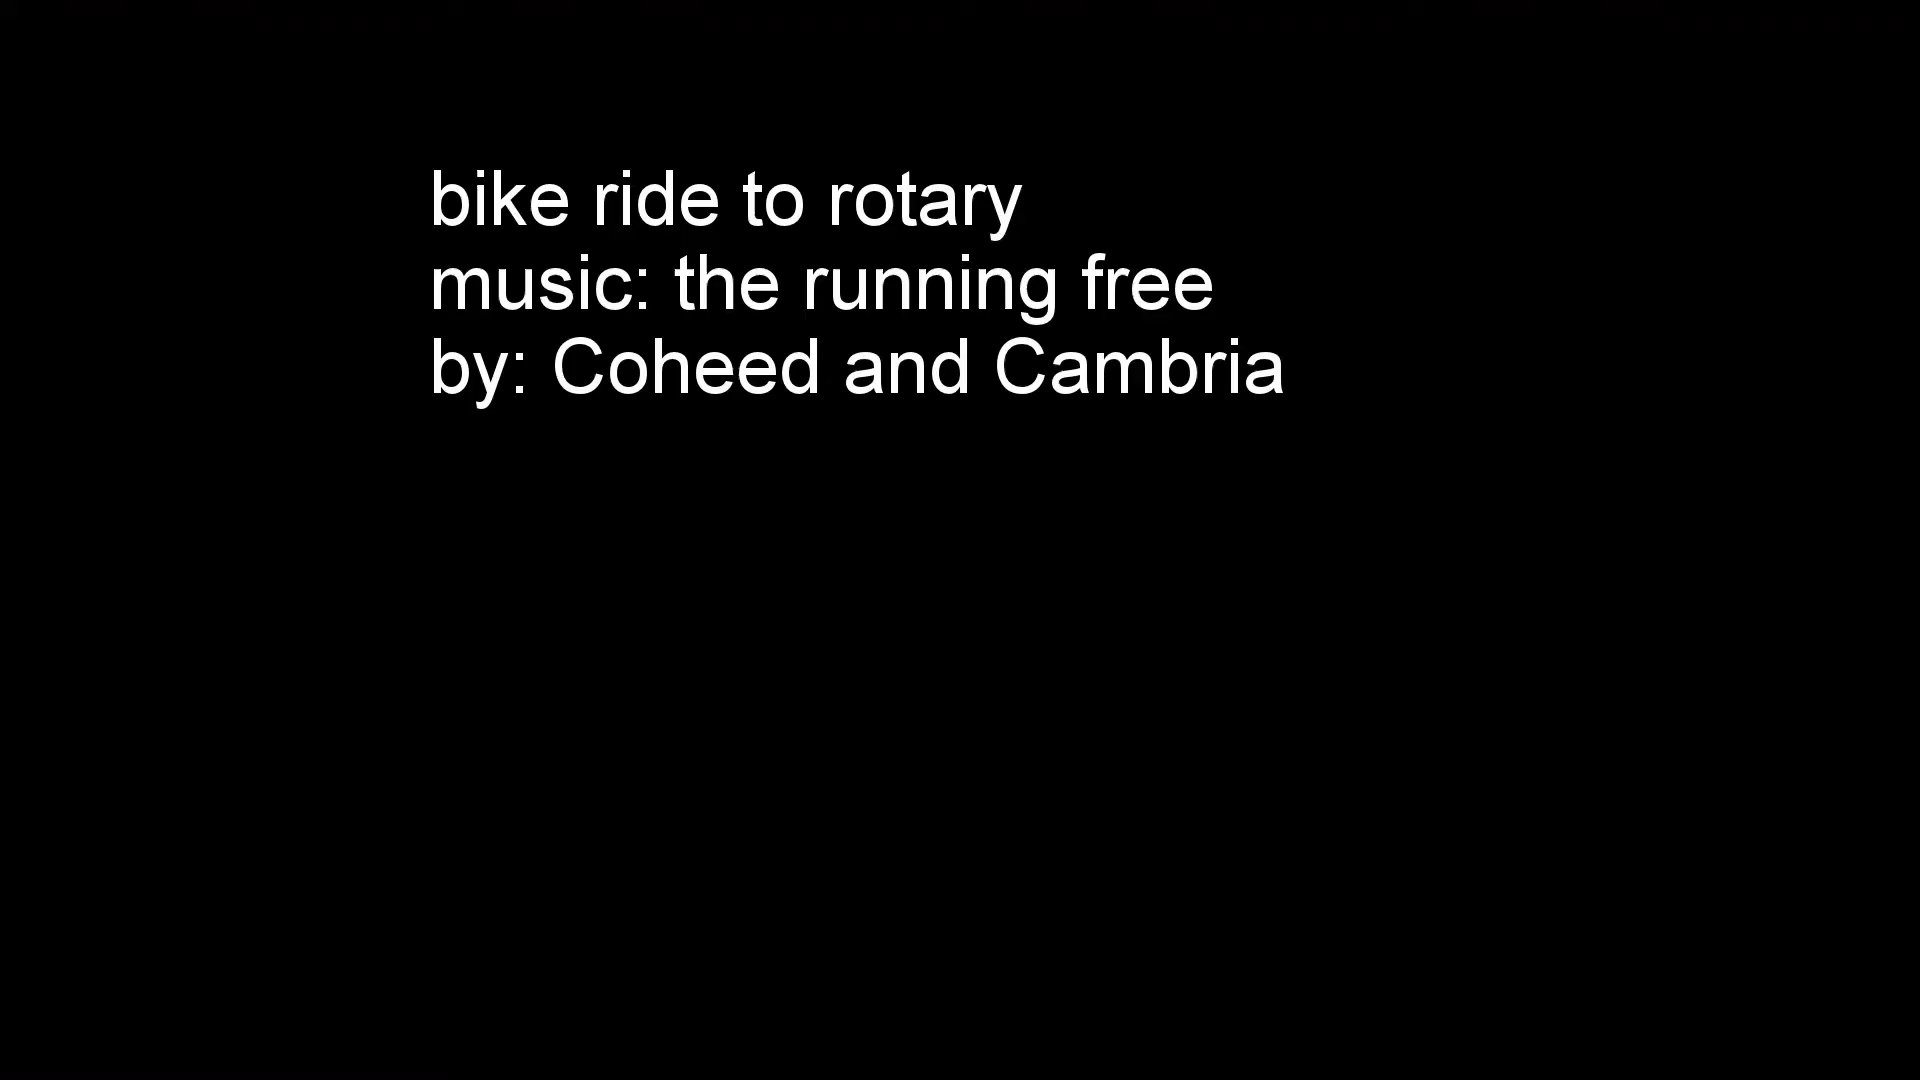 bike ride to rotary
music: the running free
by: Coheed and Cambria